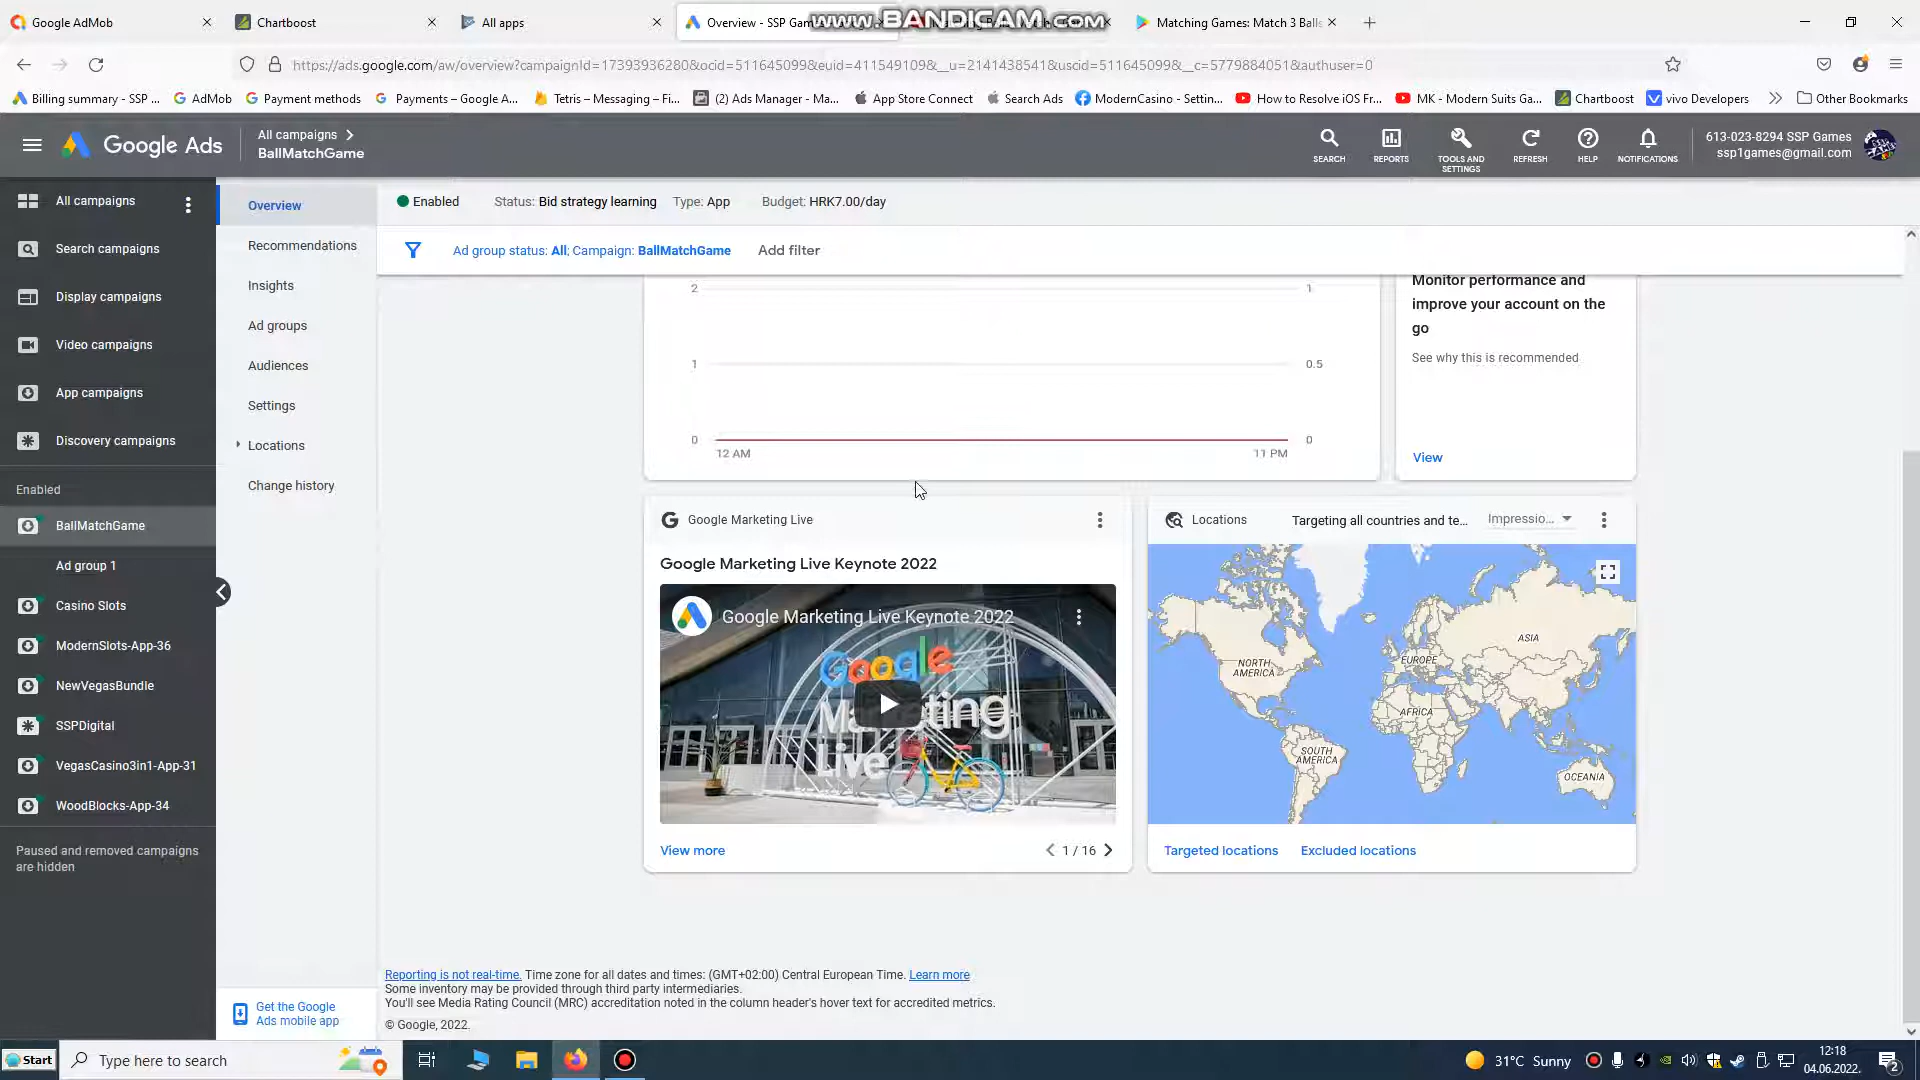 Google AdMob
Chartboost
All apps
Overview - SSP Gam
Matching Games: Match 3 Balls
www.BANDICAM.com
https://ads.google.com/aw/overview?campaignId=17393936280&ocid=511645099&euid=411549109&__u=2141438541&uscid=511645099&__c=5779884051&authuser=0
Billing summary - SSP ...
AdMob
Payment methods
Payments – Google A...
Tetris – Messaging – Fi...
(2) Ads Manager - Ma...
App Store Connect
Search Ads
ModernCasino - Settin...
How to Resolve iOS Fr...
MK - Modern Suits Ga...
Chartboost
vivo Developers
Other Bookmarks
Google Ads
All campaigns
BallMatchGame
SEARCH
REPORTS
TOOLS AND
SETTINGS
REFRESH
HELP
NOTIFICATIONS
613-023-8294 SSP Games
ssp1games@gmail.com
All campaigns
Search campaigns
Display campaigns
Video campaigns
App campaigns
Discovery campaigns
Enabled
BallMatchGame
Ad group 1
Casino Slots
ModernSlots-App-36
NewVegasBundle
SSPDigital
VegasCasino3in1-App-31
WoodBlocks-App-34
Paused and removed campaigns
are hidden
Overview
Recommendations
Insights
Ad groups
Audiences
Settings
Locations
Change history
Get the Google
Ads mobile app
Enabled
Status: Bid strategy learning
Type: App
Budget: HRK7.00/day
Ad group status: All; Campaign: BallMatchGame
Add filter
2
1
1
0.5
0
0
12 AM
11 PM
Monitor performance and
improve your account on the
go
See why this is recommended
View
Google Marketing Live
Google Marketing Live Keynote 2022
Google Marketing Live Keynote 2022
Google
Marketing
Live
View more
1 / 16
Locations
Targeting all countries and te...
Impressio...
NORTH
AMERICA
SOUTH
AMERICA
EUROPE
AFRICA
ASIA
OCEANIA
Targeted locations
Excluded locations
Reporting is not real-time. Time zone for all dates and times: (GMT+02:00) Central European Time. Learn more
Some inventory may be provided through third party intermediaries.
You'll see Media Rating Council (MRC) accreditation noted in the column header's hover text for accredited metrics.
© Google, 2022.
Start
Type here to search
31°C Sunny
12:18
04.06.2022.
2